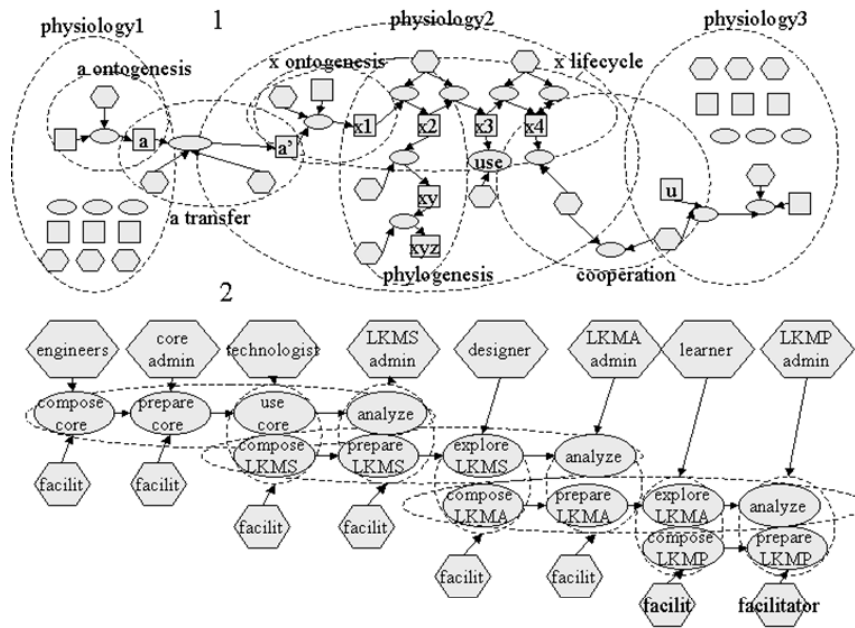 1
physiology1
physiology2
physiology3
a ontogenesis
x ontogenesis
x lifecycle
a
a'
x1
x2
x3
x4
use
a transfer
xy
xyz
u
phylogenesis
cooperation
2
engineers
core
admin
technologist
LKMS
admin
designer
LKMA
admin
learner
LKMP
admin
compose
core
prepare
core
use
core
analyze
compose
LKMS
prepare
LKMS
explore
LKMS
analyze
compose
LKMA
prepare
LKMA
explore
LKMA
analyze
compose
LKMP
prepare
LKMP
facilit
facilit
facilit
facilit
facilit
facilit
facilit
facilitator